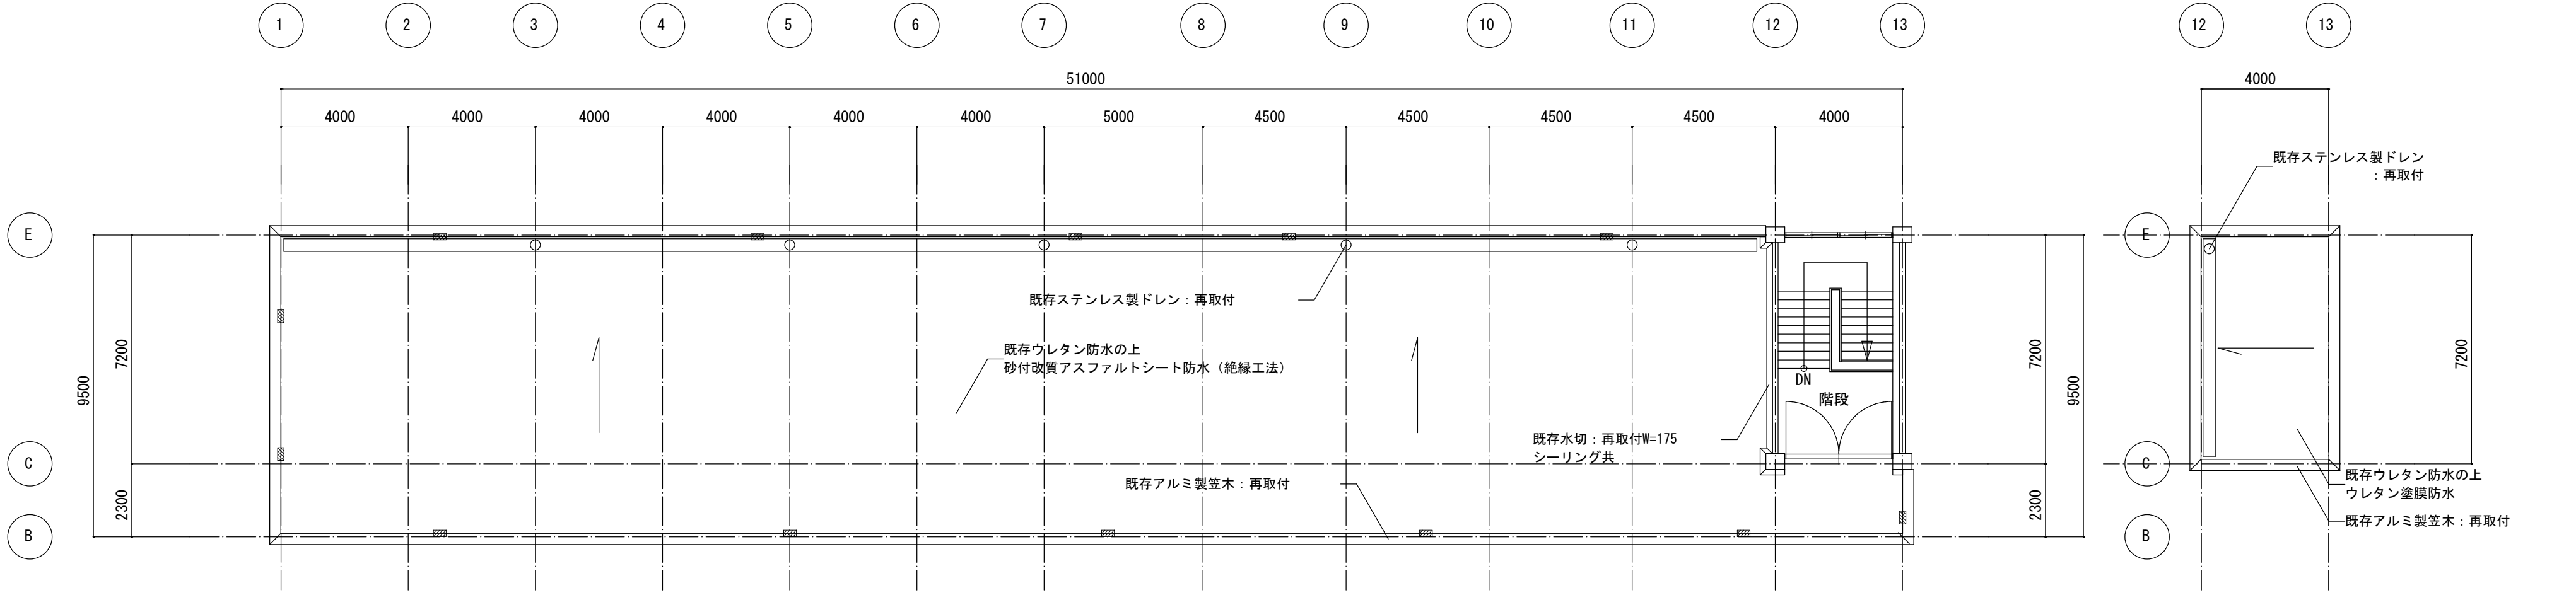 1 2 3 4 5 6 7 8 9 10 11 12 13 12 13
51000 4000
4000 4000 4000 4000 4000 4000 5000 4500 4500 4500 4500 4000
既存ステンレス製ドレン
：再取付
E E
既存ステンレス製ドレン：再取付
7200 7200 7200
既存ウレタン防水の上
砂付改質アスファルトシート防水（絶縁工法）
9500 9500
DN
階段
既存水切：再取付W=175
シーリング共
C C
既存アルミ製笠木：再取付
既存ウレタン防水の上
ウレタン塗膜防水
2300 2300
既存アルミ製笠木：再取付
B B